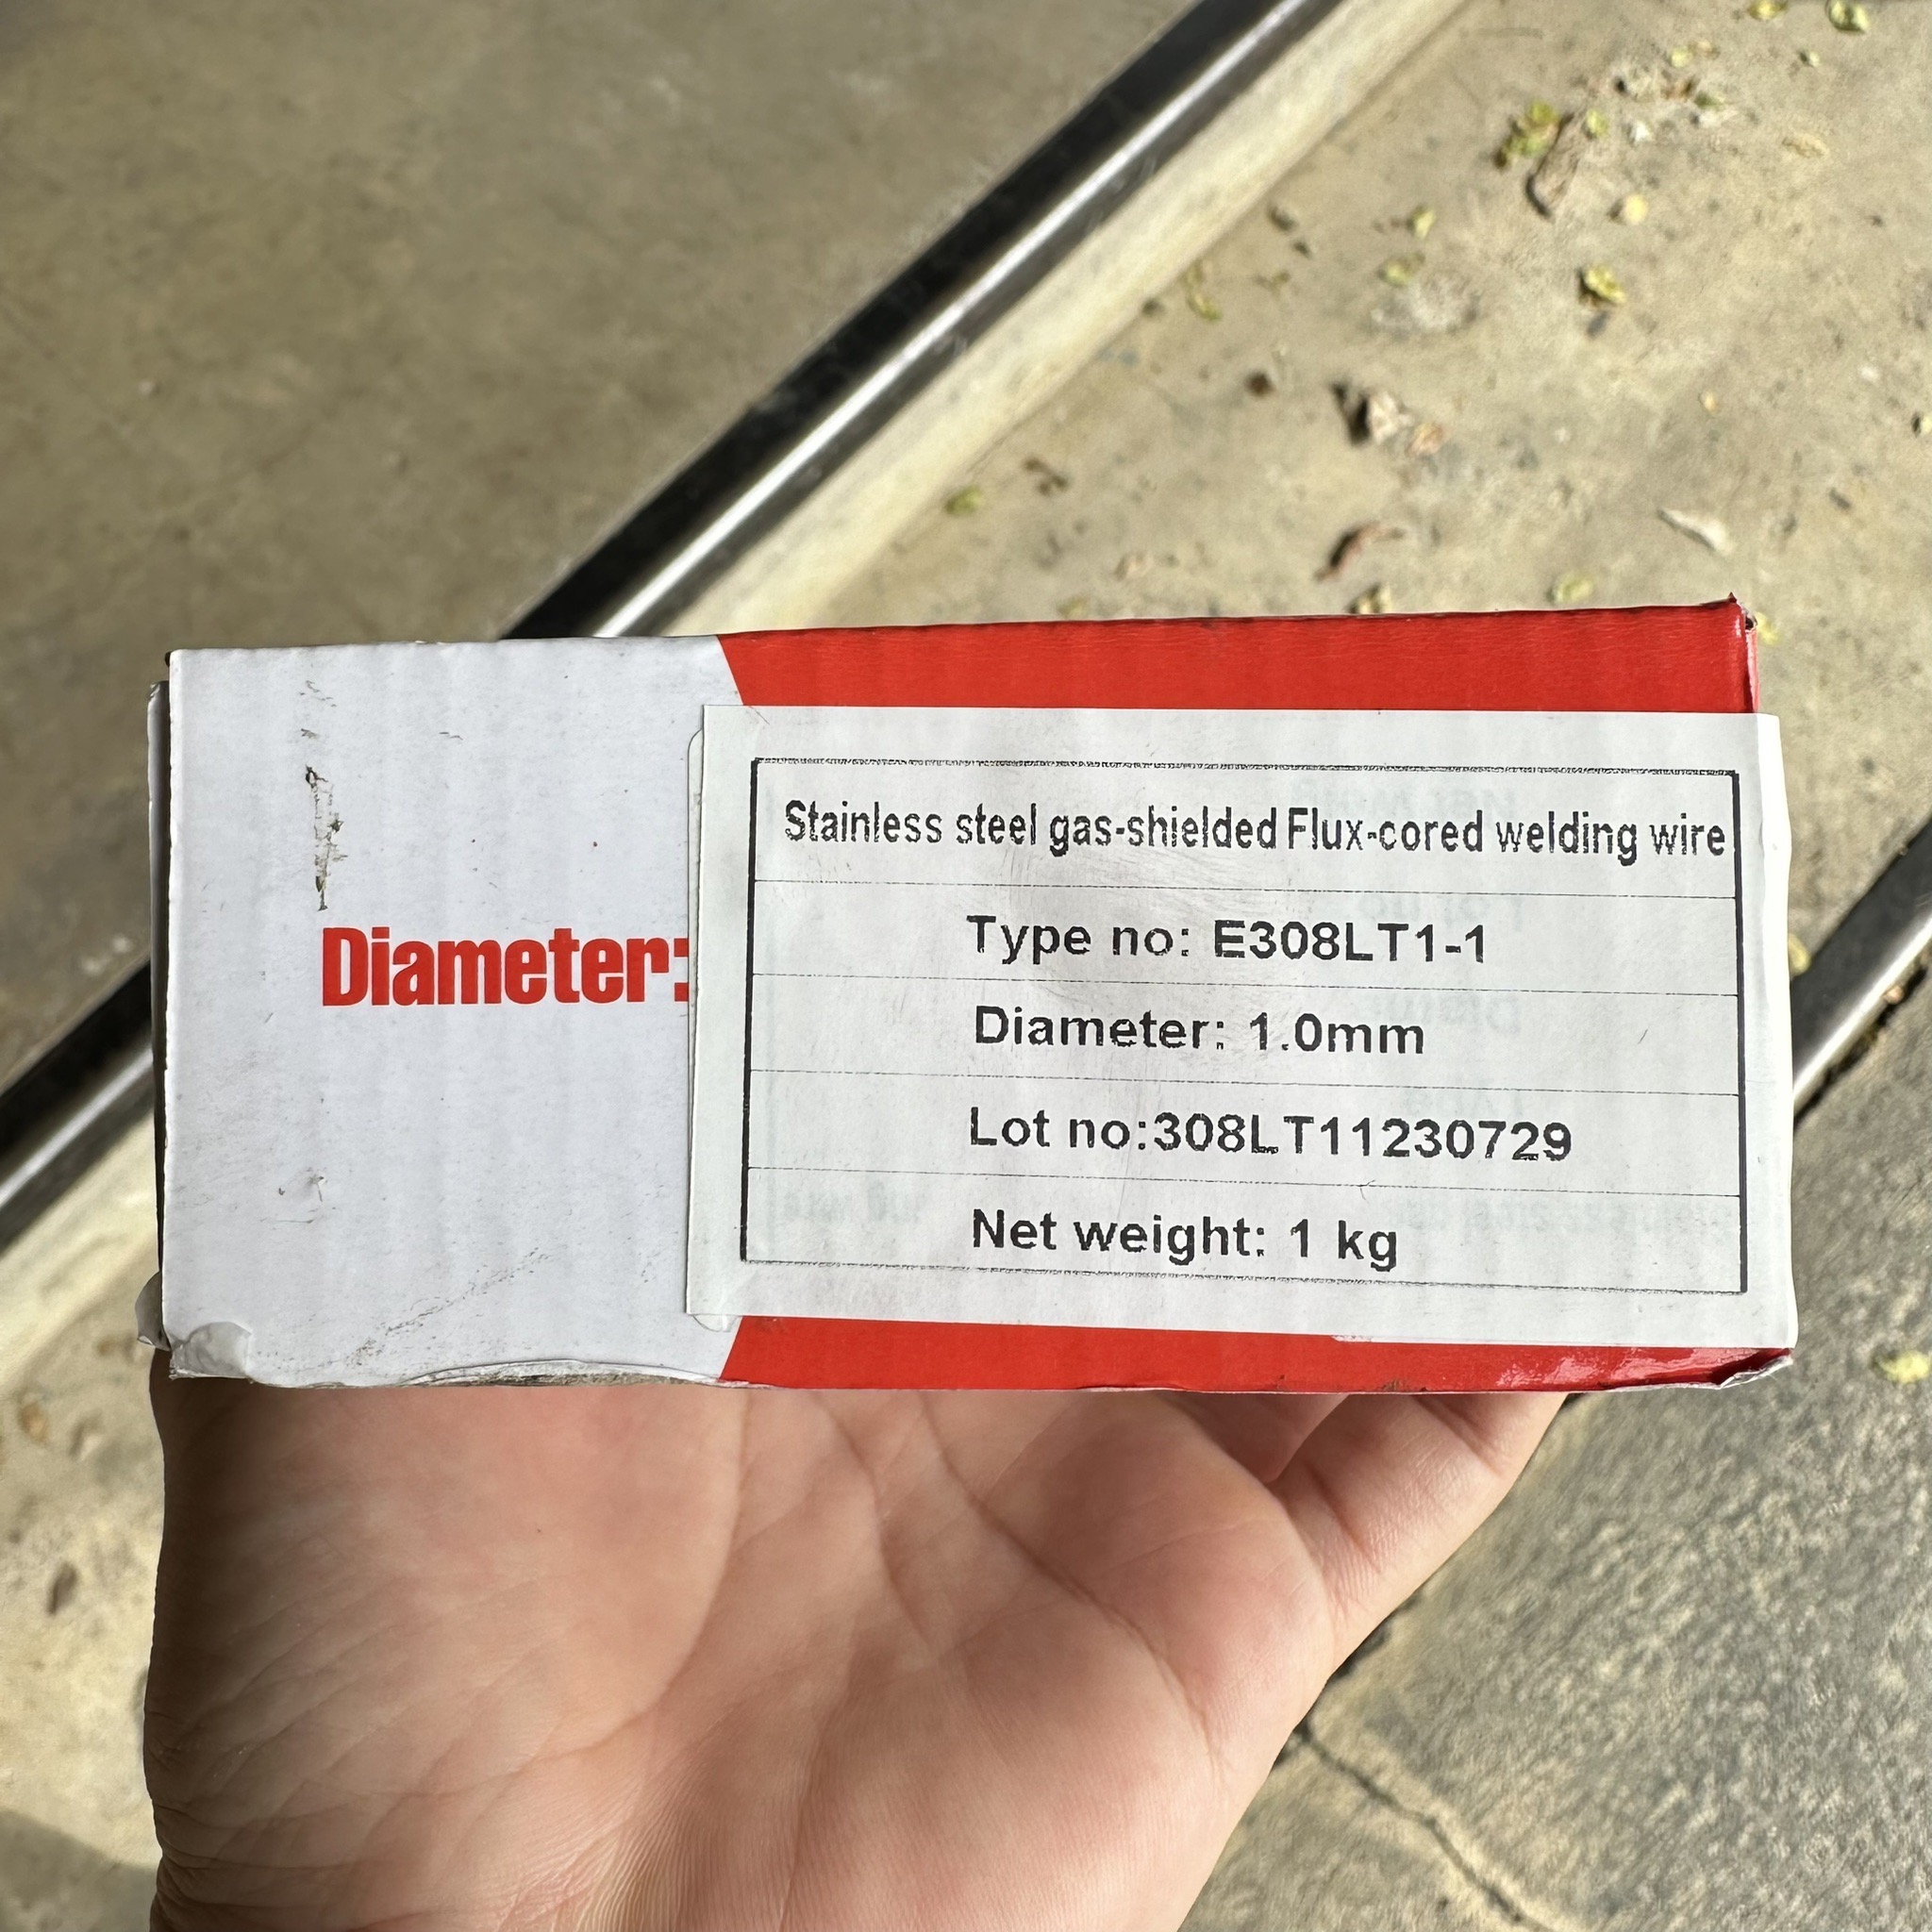 Diameter:
Stainless steel gas-shielded Flux-cored welding wire
Type no: E308LT1-1
Diameter: 1.0mm
Lot no:308LT11230729
Net weight: 1 kg